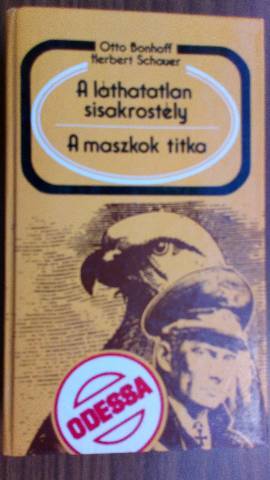 Otto Bonhoff
Herbert Schauer
A láthatatlan
sisakrostély
A maszkok titka
ODESSA